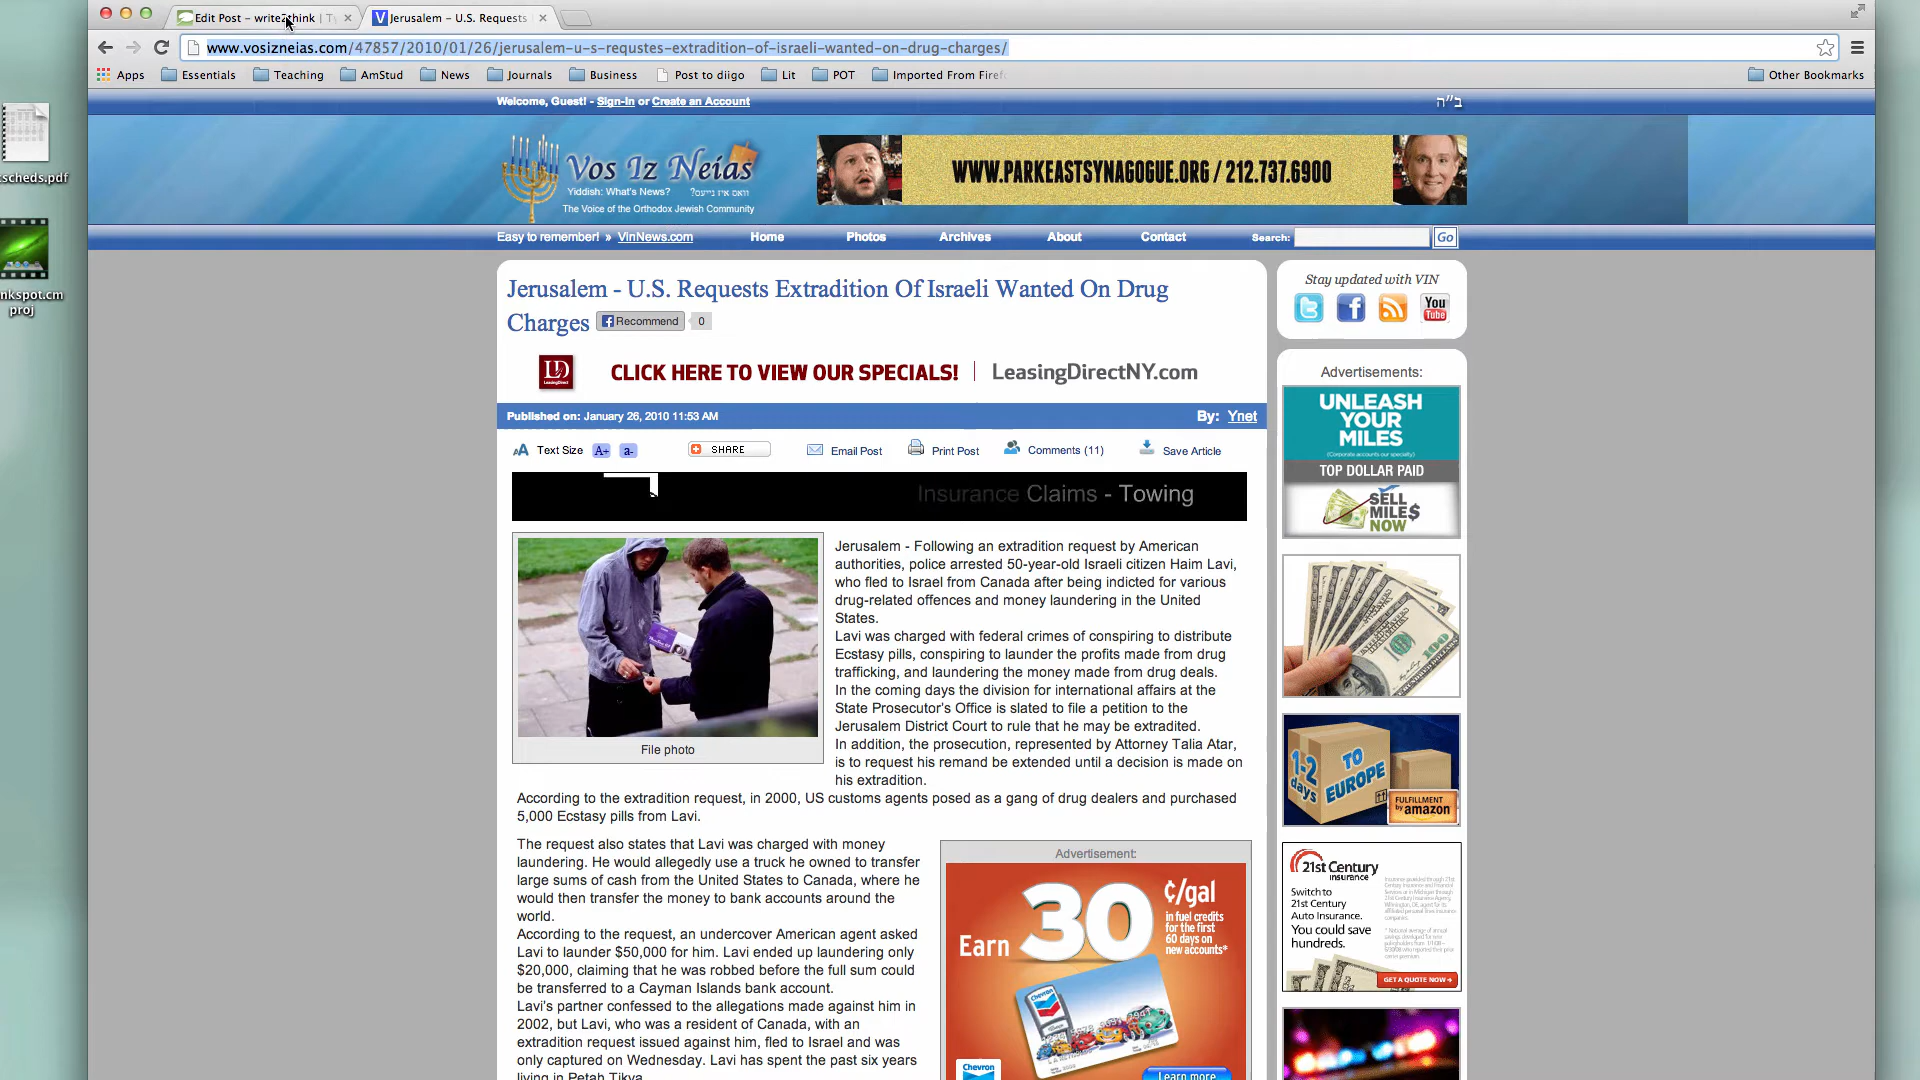 Edit Post – write2think | T
Jerusalem – U.S. Requests
www.vosizneias.com/47857/2010/01/26/jerusalem-u-s-requstes-extradition-of-israeli-wanted-on-drug-charges/
Apps Essentials Teaching AmStud News Journals Business Post to diigo Lit POT Imported From Firef Other Bookmarks
Welcome, Guest! - Sign-In or Create an Account
ב"ה
Vos Iz Neias
Yiddish: What's News? וואס איז נייעס?
The Voice of the Orthodox Jewish Community
WWW.PARKEASTSYNAGOGUE.ORG / 212.737.6900
Easy to remember! » VinNews.com Home Photos Archives About Contact Search: Go
Jerusalem - U.S. Requests Extradition Of Israeli Wanted On Drug
Charges Recommend 0
LD
LeasingDirect
CLICK HERE TO VIEW OUR SPECIALS! | LeasingDirectNY.com
Published on: January 26, 2010 11:53 AM By: Ynet
AA Text Size A+ a- SHARE Email Post Print Post Comments (11) Save Article
Insurance Claims - Towing
File photo
Jerusalem - Following an extradition request by American
authorities, police arrested 50-year-old Israeli citizen Haim Lavi,
who fled to Israel from Canada after being indicted for various
drug-related offences and money laundering in the United
States.
Lavi was charged with federal crimes of conspiring to distribute
Ecstasy pills, conspiring to launder the profits made from drug
trafficking, and laundering the money made from drug deals.
In the coming days the division for international affairs at the
State Prosecutor's Office is slated to file a petition to the
Jerusalem District Court to rule that he may be extradited.
In addition, the prosecution, represented by Attorney Talia Atar,
is to request his remand be extended until a decision is made on
his extradition.
According to the extradition request, in 2000, US customs agents posed as a gang of drug dealers and purchased
5,000 Ecstasy pills from Lavi.
The request also states that Lavi was charged with money
laundering. He would allegedly use a truck he owned to transfer
large sums of cash from the United States to Canada, where he
would then transfer the money to bank accounts around the
world.
According to the request, an undercover American agent asked
Lavi to launder $50,000 for him. Lavi ended up laundering only
$20,000, claiming that he was robbed before the full sum could
be transferred to a Cayman Islands bank account.
Lavi's partner confessed to the allegations made against him in
2002, but Lavi, who was a resident of Canada, with an
extradition request issued against him, fled to Israel and was
only captured on Wednesday. Lavi has spent the past six years
living in Petah Tikva.
Advertisement:
Earn 30 ¢/gal
in fuel credits
for the first
60 days on
new accounts*
Chevron
Chevron
Learn more
Stay updated with VIN
You
Tube
Advertisements:
UNLEASH
YOUR
MILES
(Corporate accounts our specialty)
TOP DOLLAR PAID
SELL
MILE$
NOW
100
1-2
days
TO
EUROPE
FULFILLMENT
by amazon
21st Century
Insurance
Switch to
21st Century
Auto Insurance.
You could save
hundreds.
GET A QUOTE NOW
scheds.pdf
nkspot.cm
proj